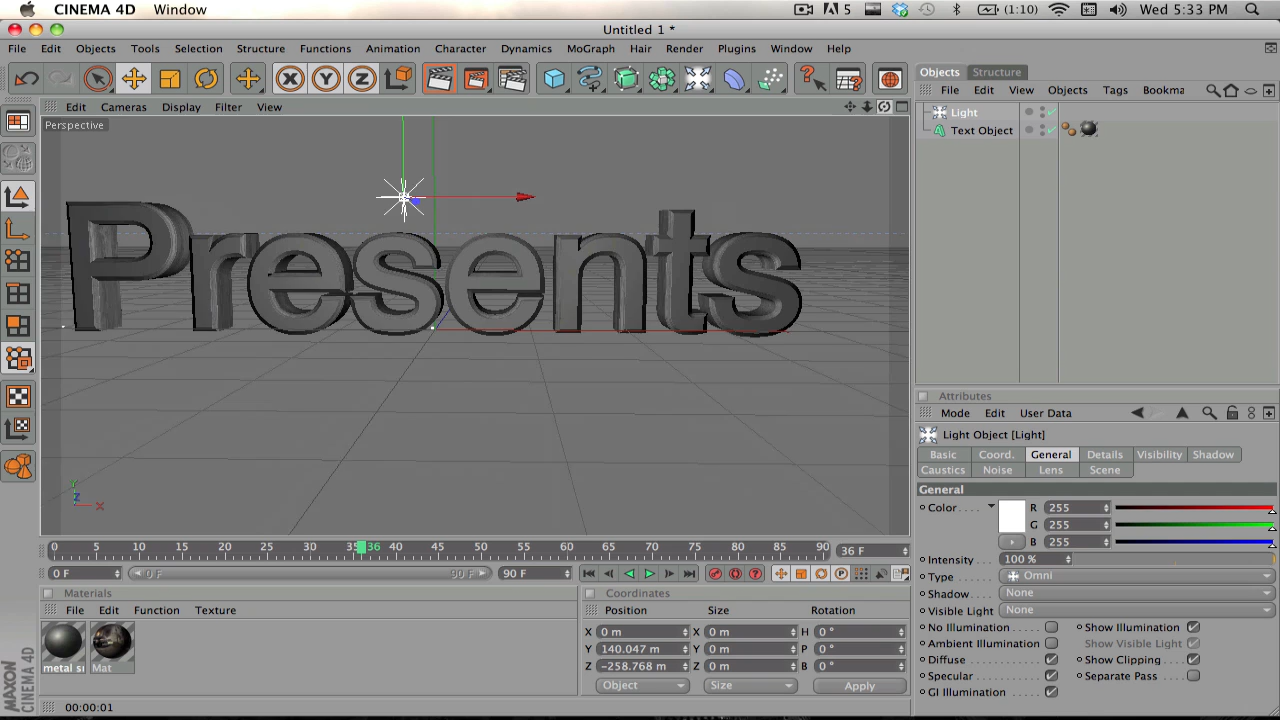 CINEMA 4D Window 5 (1:10) Wed 5:33 PM
Untitled 1 *
File Edit Objects Tools Selection Structure Functions Animation Character Dynamics MoGraph Hair Render Plugins Window Help
X Y Z
Objects Structure
File Edit View Objects Tags Bookma
Edit Cameras Display Filter View
Perspective
Light
Text Object
Presents
Y
Z
X
Attributes
Mode Edit User Data
Light Object [Light]
Basic Coord. General Details Visibility Shadow
Caustics Noise Lens Scene
General
Color . . . . R 255
G 255
B 255
Intensity 100 %
Type . . . . Omni
Shadow. . . . None
Visible Light . None
No Illumination . . . . . Show Illumination
Ambient Illumination Show Visible Light
Diffuse . . . . . . . . . . . Show Clipping . . . .
Specular . . . . . . . . . . Separate Pass . . . .
GI Illumination . . . . . .
0 5 10 15 20 25 30 35 36 40 45 50 55 60 65 70 75 80 85 90 36 F
0 F 0 F 90 F 90 F
P
Materials
File Edit Function Texture
Mat
Coordinates
Position Size Rotation
X 0 m X 0 m H 0 °
Y 140.047 m Y 0 m P 0 °
Z -258.768 m Z 0 m B 0 °
Object Size Apply
MAXON
CINEMA 4D
00:00:01